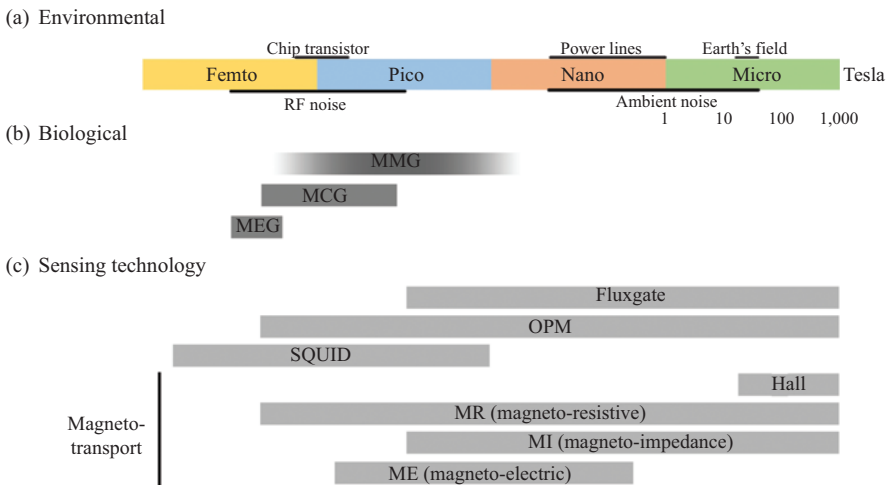 (a) Environmental
Chip transistor
Power lines
Earth's field
Femto
Pico
Nano
Micro
Tesla
RF noise
Ambient noise
1
10
100
1,000
(b) Biological
MMG
MCG
MEG
(c) Sensing technology
Fluxgate
OPM
SQUID
Hall
Magneto-
transport
MR (magneto-resistive)
MI (magneto-impedance)
ME (magneto-electric)